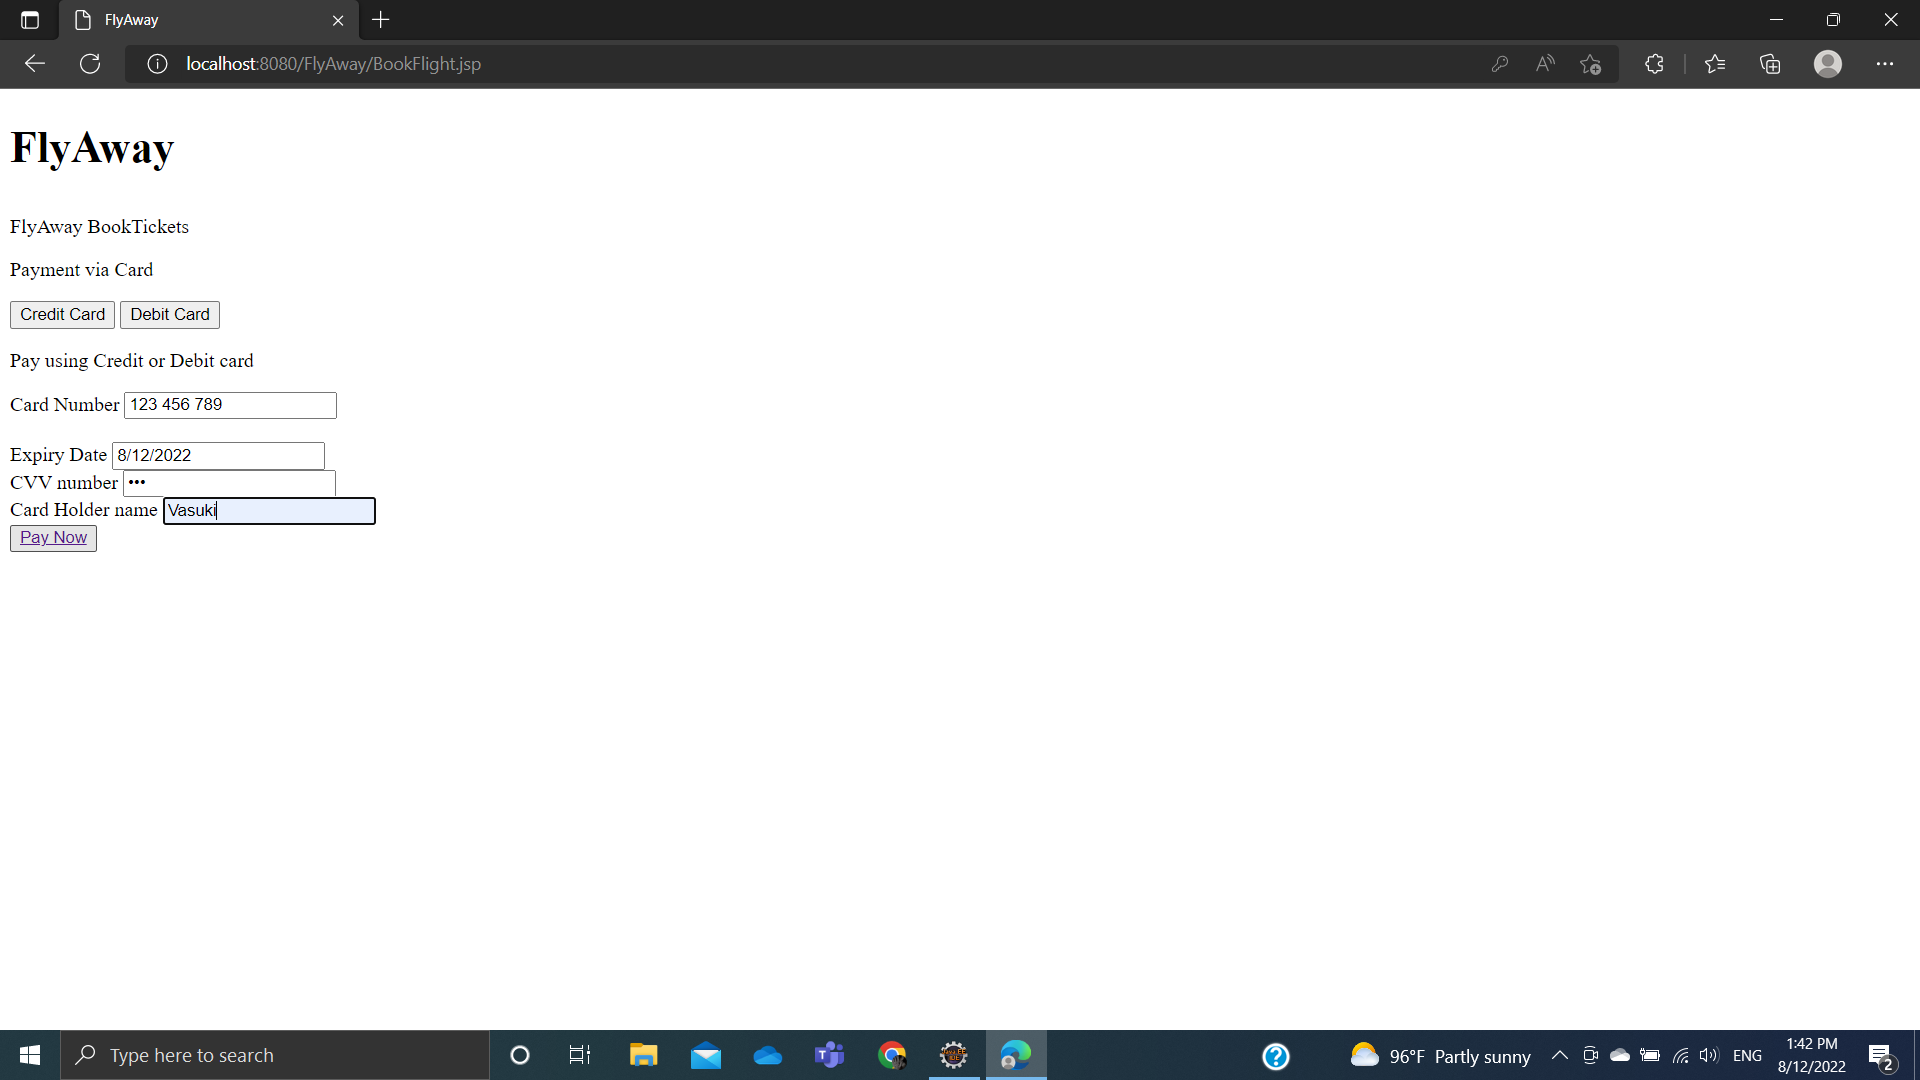 FlyAway
localhost:8080/FlyAway/BookFlight.jsp
FlyAway
FlyAway BookTickets
Payment via Card
Credit Card Debit Card
Pay using Credit or Debit card
Card Number 123 456 789
Expiry Date 8/12/2022
CVV number •••
Card Holder name Vasuki
Pay Now
Type here to search
96°F Partly sunny
ENG
1:42 PM
8/12/2022
2